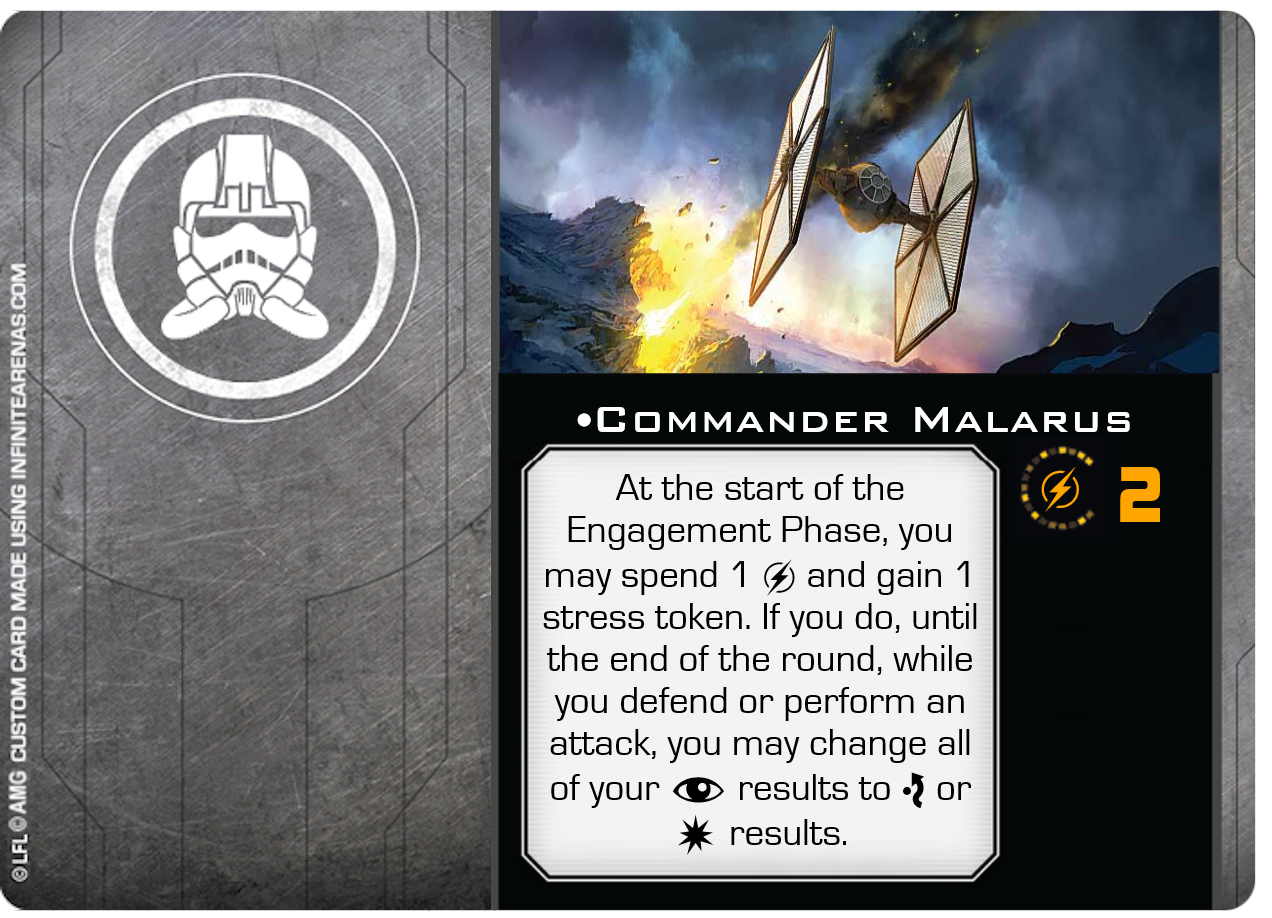 •COMMANDER MALARUS
At the start of the
Engagement Phase, you
may spend 1 and gain 1
stress token. If you do, until
the end of the round, while
you defend or perform an
attack, you may change all
of your results to or
results.
2
©LFL ©AMG CUSTOM CARD MADE USING INFINITEARENAS.COM